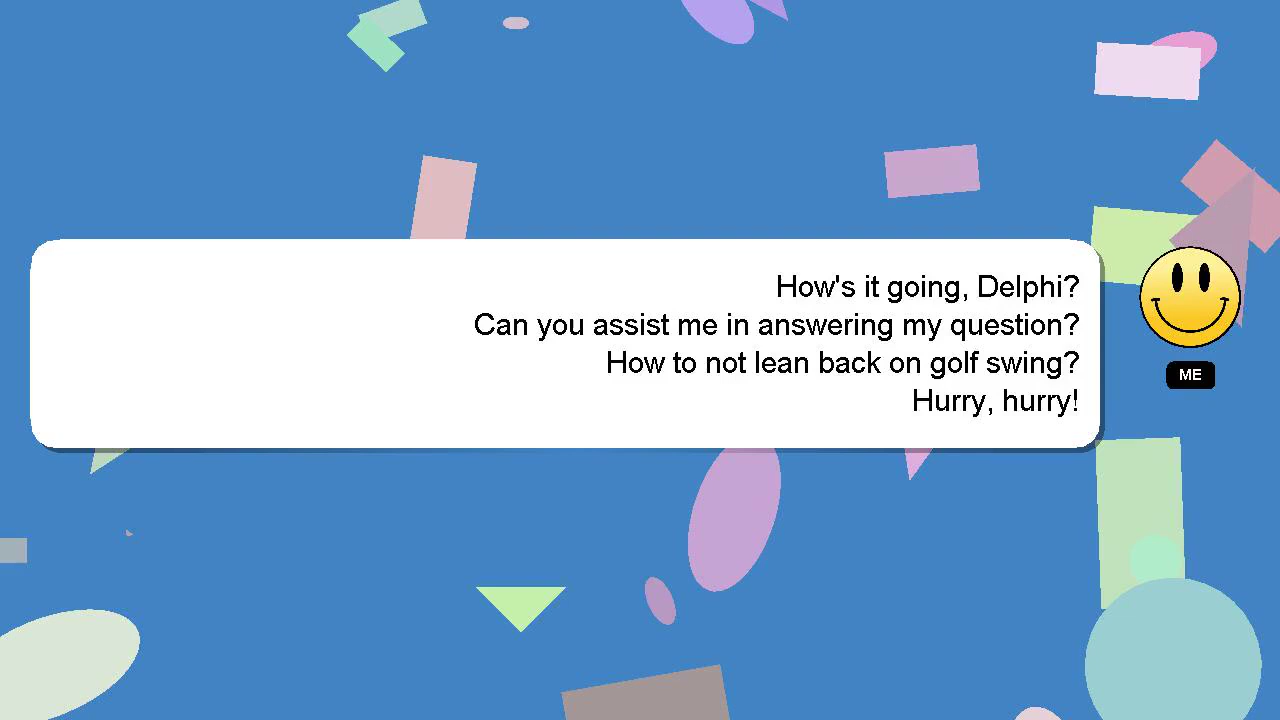 How's it going, Delphi?
Can you assist me in answering my question?
How to not lean back on golf swing?
Hurry, hurry!
ME